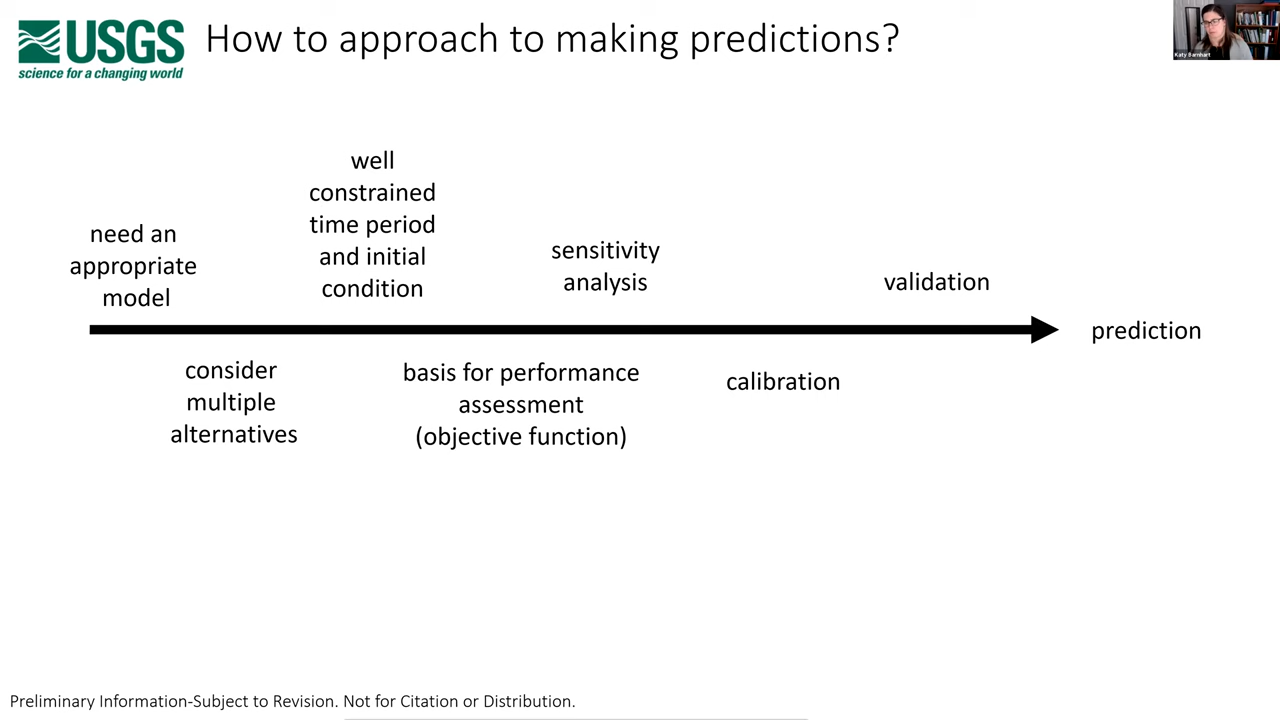 USGS
science for a changing world
How to approach to making predictions?
Katy Barnhart
need an
appropriate
model
consider
multiple
alternatives
well
constrained
time period
and initial
condition
basis for performance
assessment
(objective function)
sensitivity
analysis
calibration
validation
prediction
Preliminary Information-Subject to Revision. Not for Citation or Distribution.